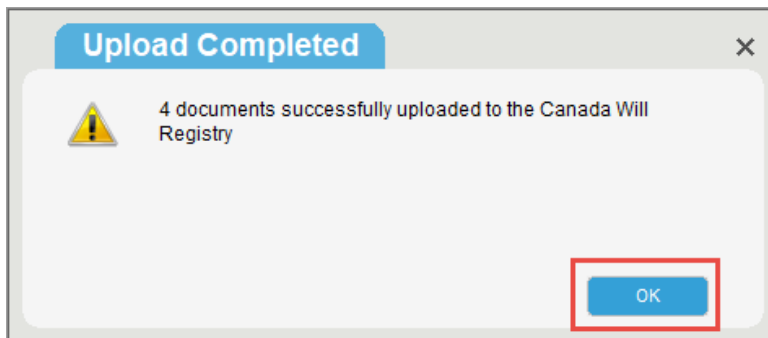 Upload Completed
4 documents successfully uploaded to the Canada Will
Registry
OK